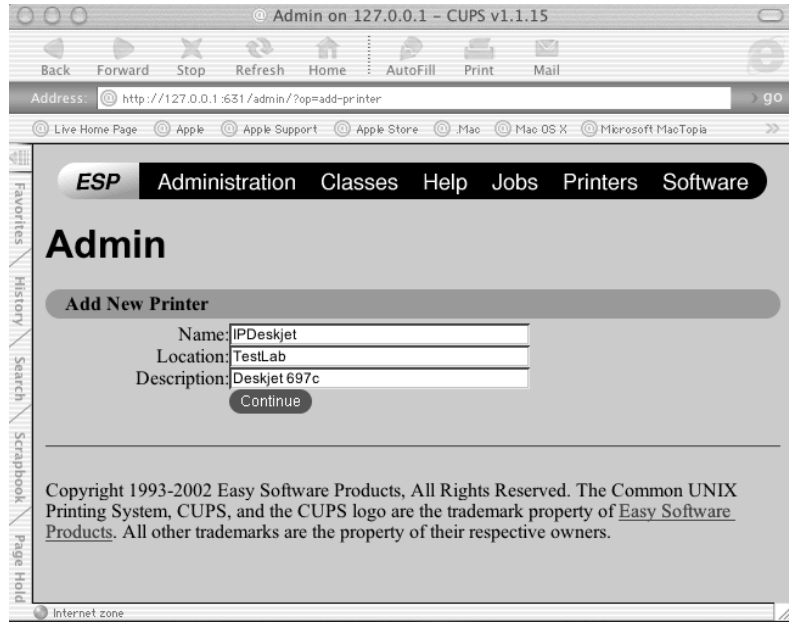 @ Admin on 127.0.0.1 – CUPS v1.1.15
Back Forward Stop Refresh Home AutoFill Print Mail
Address: @ http://127.0.0.1:631/admin/?op=add-printer go
@ Live Home Page @ Apple @ Apple Support @ Apple Store @ .Mac @ Mac OS X @ Microsoft MacTopia »
Favorites
History
Search
Scrapbook
Page Hold
ESP Administration Classes Help Jobs Printers Software
Admin
Add New Printer
Name: IPDeskjet
Location: TestLab
Description: Deskjet 697c
Continue
Copyright 1993-2002 Easy Software Products, All Rights Reserved. The Common UNIX
Printing System, CUPS, and the CUPS logo are the trademark property of Easy Software
Products. All other trademarks are the property of their respective owners.
Internet zone